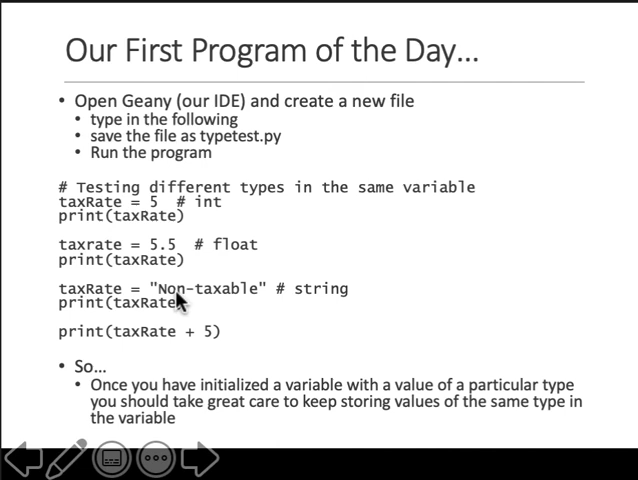 Our First Program of the Day...
• Open Geany (our IDE) and create a new file
• type in the following
• save the file as typetest.py
• Run the program
# Testing different types in the same variable
taxRate = 5 # int
print(taxRate)
taxrate = 5.5 # float
print(taxRate)
taxRate = "Non-taxable" # string
print(taxRate
print(taxRate + 5)
• So...
• Once you have initialized a variable with a value of a particular type
you should take great care to keep storing values of the same type in
the variable